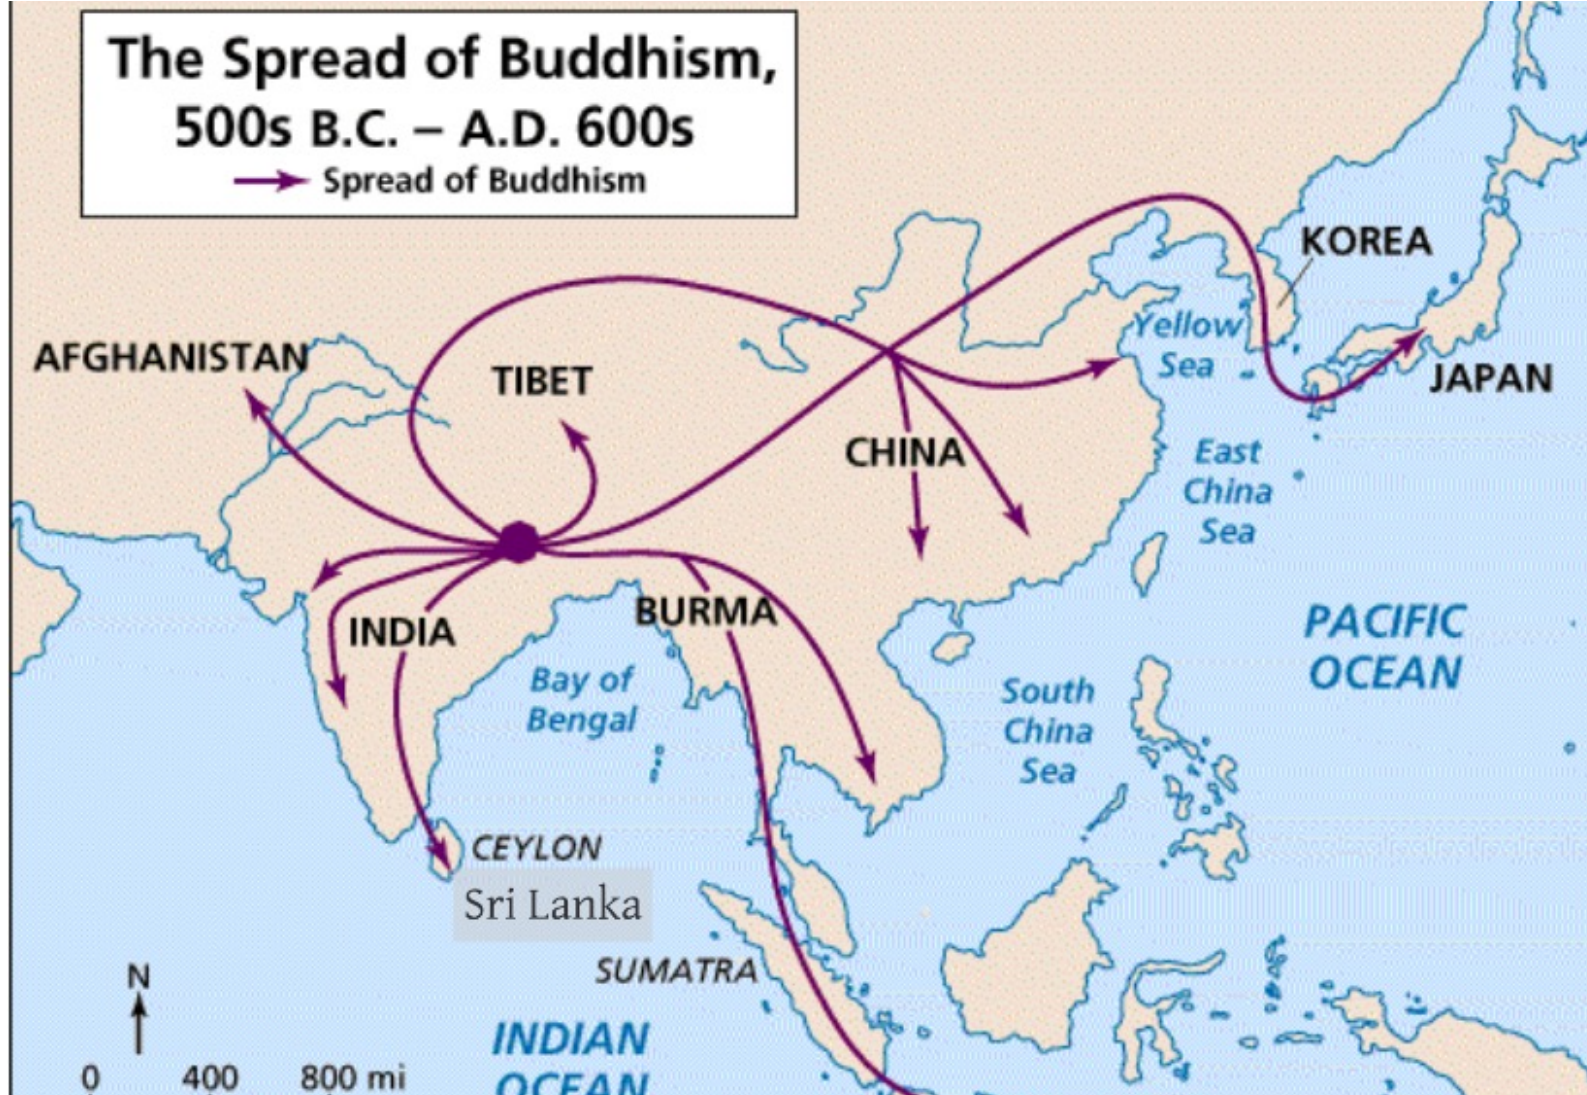 The Spread of Buddhism,
500s B.C. – A.D. 600s
Spread of Buddhism
KOREA
Yellow
Sea
AFGHANISTAN
TIBET
JAPAN
CHINA
East
China
Sea
INDIA
BURMA
PACIFIC
OCEAN
Bay of
Bengal
South
China
Sea
CEYLON
Sri Lanka
SUMATRA
N
INDIAN
OCEAN
0 400 800 mi